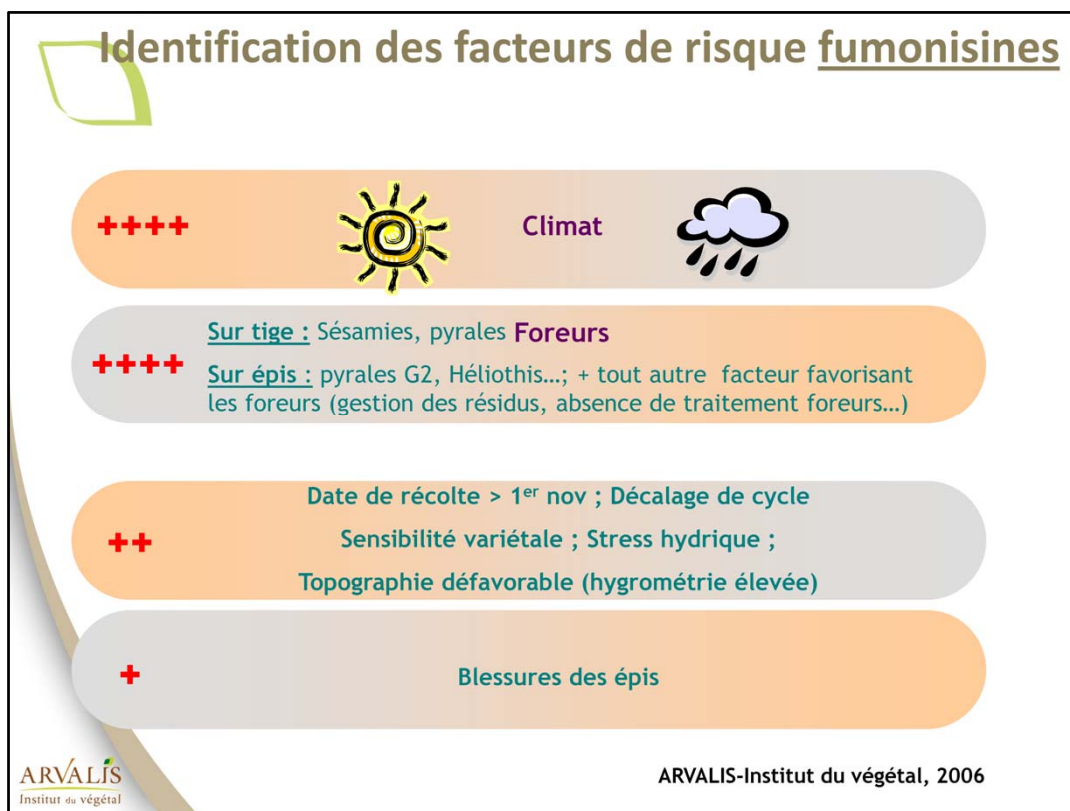 Identification des facteurs de risque fumonisines
++++
Climat
++++
Sur tige : Sésamies, pyrales Foreurs
Sur épis : pyrales G2, Héliothis…; + tout autre facteur favorisant
les foreurs (gestion des résidus, absence de traitement foreurs…)
++
Date de récolte > 1er nov ; Décalage de cycle
Sensibilité variétale ; Stress hydrique ;
Topographie défavorable (hygrométrie élevée)
+
Blessures des épis
ARVALIS
Institut du végétal
ARVALIS-Institut du végétal, 2006